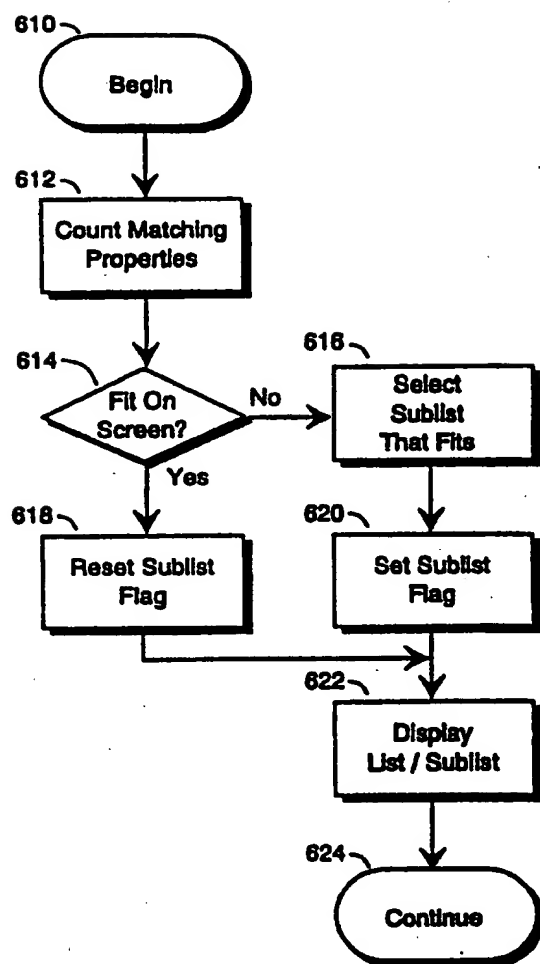 610
Begin
612
Count Matching
Properties
614
Fit On
Screen?
No
Yes
616
Select
Sublist
That Fits
618
Reset Sublist
Flag
620
Set Sublist
Flag
622
Display
List / Sublist
624
Continue